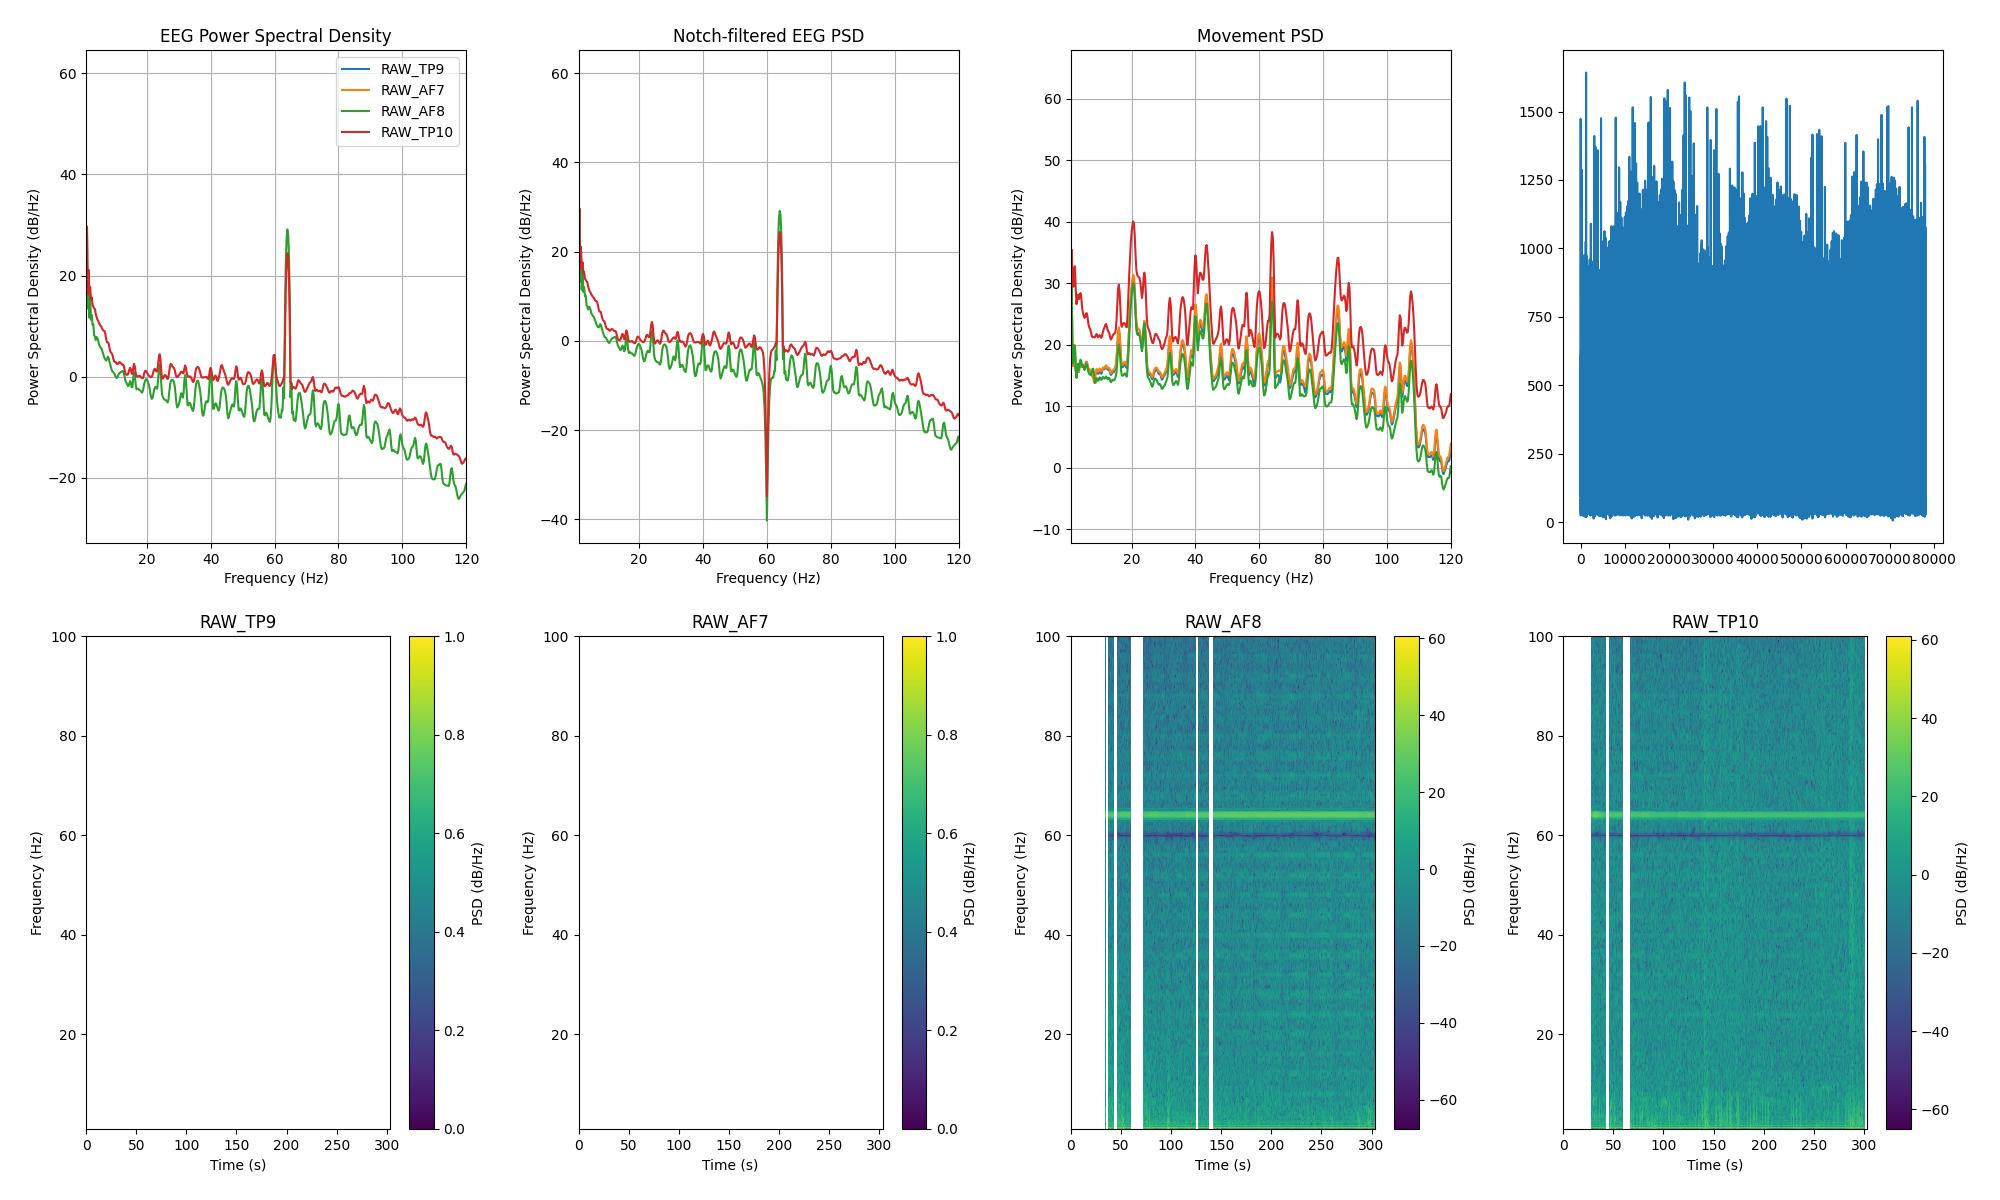 EEG Power Spectral Density
Power Spectral Density (dB/Hz)
60
40
20
0
−20
RAW_TP9
RAW_AF7
RAW_AF8
RAW_TP10
20 40 60 80 100 120
Frequency (Hz)
Notch-filtered EEG PSD
Power Spectral Density (dB/Hz)
60
40
20
0
−20
−40
20 40 60 80 100 120
Frequency (Hz)
Movement PSD
Power Spectral Density (dB/Hz)
60
50
40
30
20
10
0
−10
20 40 60 80 100 120
Frequency (Hz)
1500
1250
1000
750
500
250
0
0 10000 20000 30000 40000 50000 60000 70000 80000
RAW_TP9
Frequency (Hz)
100
80
60
40
20
0 50 100 150 200 250 300
Time (s)
1.0
0.8
0.6
0.4
0.2
0.0
PSD (dB/Hz)
RAW_AF7
Frequency (Hz)
100
80
60
40
20
0 50 100 150 200 250 300
Time (s)
1.0
0.8
0.6
0.4
0.2
0.0
PSD (dB/Hz)
RAW_AF8
Frequency (Hz)
100
80
60
40
20
0 50 100 150 200 250 300
Time (s)
60
40
20
0
−20
−40
−60
PSD (dB/Hz)
RAW_TP10
Frequency (Hz)
100
80
60
40
20
0 50 100 150 200 250 300
Time (s)
60
40
20
0
−20
−40
−60
PSD (dB/Hz)